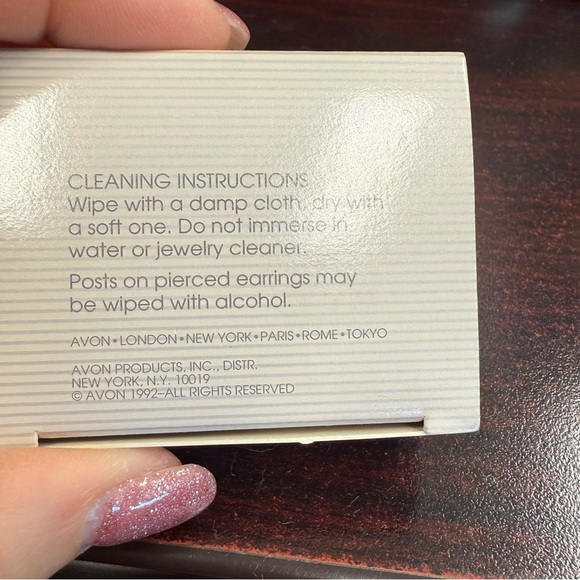 CLEANING INSTRUCTIONS
Wipe with a damp cloth, dry with
a soft one. Do not immerse in
water or jewelry cleaner.
Posts on pierced earrings may
be wiped with alcohol.
AVON•LONDON•NEW YORK•PARIS•ROME•TOKYO
AVON PRODUCTS, INC., DISTR.
NEW YORK, N.Y. 10019
© AVON 1992–ALL RIGHTS RESERVED